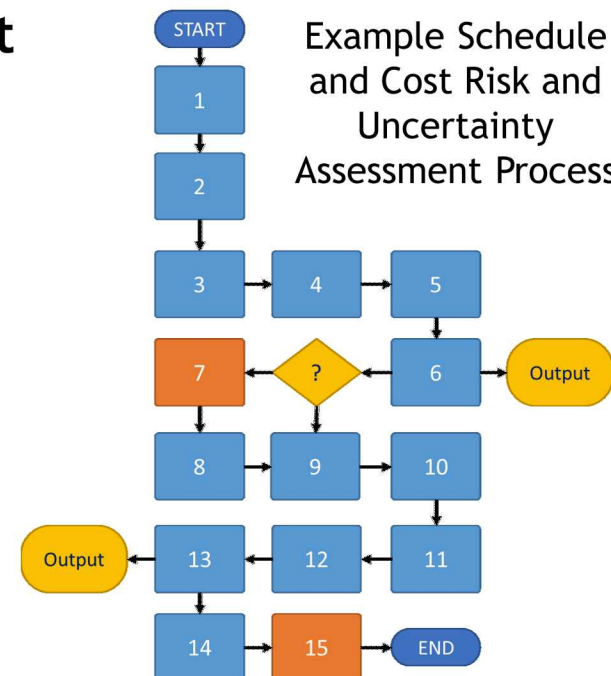 t
START
Example Schedule
and Cost Risk and
Uncertainty
Assessment Process
1
2
3
4
5
7
?
6
Output
8
9
10
Output
13
12
11
14
15
END